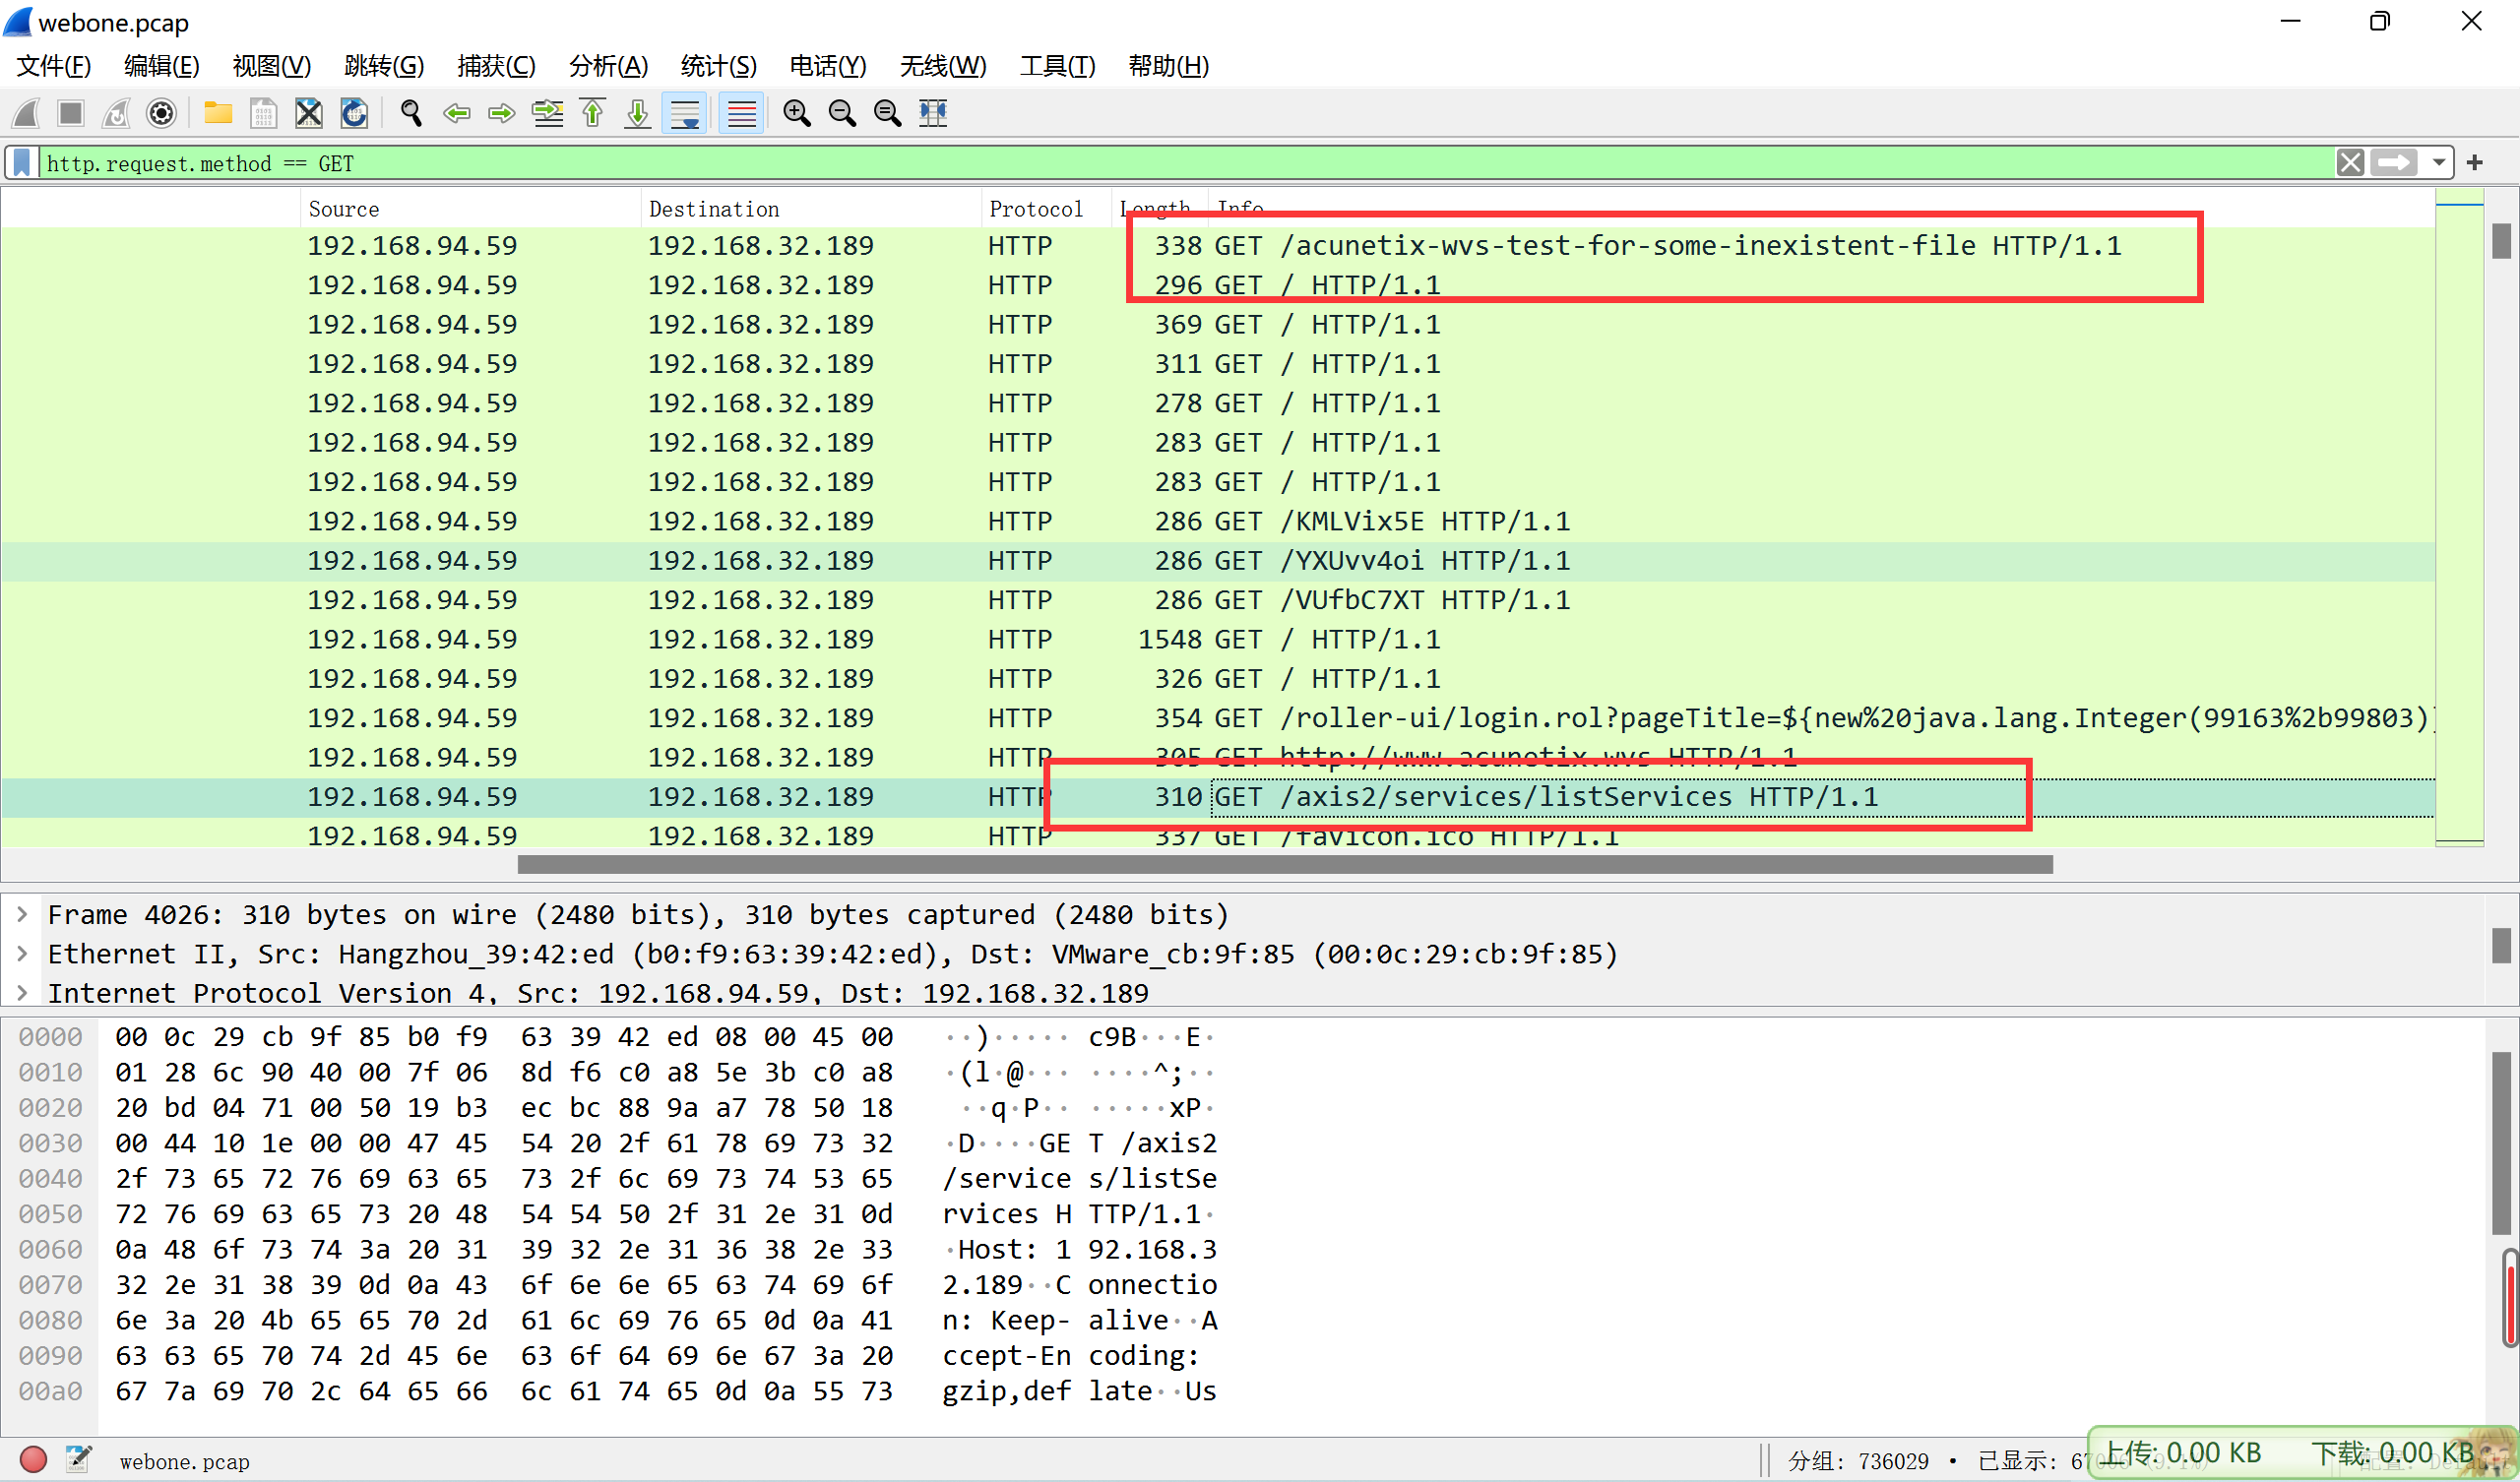 webone.pcap
文件(F) 编辑(E) 视图(V) 跳转(G) 捕获(C) 分析(A) 统计(S) 电话(Y) 无线(W) 工具(T) 帮助(H)
http.request.method == GET
Source Destination Protocol Length Info
192.168.94.59 192.168.32.189 HTTP 338 GET /acunetix-wvs-test-for-some-inexistent-file HTTP/1.1
192.168.94.59 192.168.32.189 HTTP 296 GET / HTTP/1.1
192.168.94.59 192.168.32.189 HTTP 369 GET / HTTP/1.1
192.168.94.59 192.168.32.189 HTTP 311 GET / HTTP/1.1
192.168.94.59 192.168.32.189 HTTP 278 GET / HTTP/1.1
192.168.94.59 192.168.32.189 HTTP 283 GET / HTTP/1.1
192.168.94.59 192.168.32.189 HTTP 283 GET / HTTP/1.1
192.168.94.59 192.168.32.189 HTTP 286 GET /KMLVix5E HTTP/1.1
192.168.94.59 192.168.32.189 HTTP 286 GET /YXUvv4oi HTTP/1.1
192.168.94.59 192.168.32.189 HTTP 286 GET /VUfbC7XT HTTP/1.1
192.168.94.59 192.168.32.189 HTTP 1548 GET / HTTP/1.1
192.168.94.59 192.168.32.189 HTTP 326 GET / HTTP/1.1
192.168.94.59 192.168.32.189 HTTP 354 GET /roller-ui/login.rol?pageTitle=${new%20java.lang.Integer(99163%2b99803)}
192.168.94.59 192.168.32.189 HTTP 305 GET http://www.acunetix.wvs HTTP/1.1
192.168.94.59 192.168.32.189 HTTP 310 GET /axis2/services/listServices HTTP/1.1
192.168.94.59 192.168.32.189 HTTP 337 GET /favicon.ico HTTP/1.1
Frame 4026: 310 bytes on wire (2480 bits), 310 bytes captured (2480 bits)
Ethernet II, Src: Hangzhou_39:42:ed (b0:f9:63:39:42:ed), Dst: VMware_cb:9f:85 (00:0c:29:cb:9f:85)
Internet Protocol Version 4, Src: 192.168.94.59, Dst: 192.168.32.189
0000 00 0c 29 cb 9f 85 b0 f9 63 39 42 ed 08 00 45 00 ··)····· c9B···E·
0010 01 28 6c 90 40 00 7f 06 8d f6 c0 a8 5e 3b c0 a8 ·(l·@··· ····^;··
0020 20 bd 04 71 00 50 19 b3 ec bc 88 9a a7 78 50 18 ··q·P·· ·····xP·
0030 00 44 10 1e 00 00 47 45 54 20 2f 61 78 69 73 32 ·D····GE T /axis2
0040 2f 73 65 72 76 69 63 65 73 2f 6c 69 73 74 53 65 /service s/listSe
0050 72 76 69 63 65 73 20 48 54 54 50 2f 31 2e 31 0d rvices H TTP/1.1·
0060 0a 48 6f 73 74 3a 20 31 39 32 2e 31 36 38 2e 33 ·Host: 1 92.168.3
0070 32 2e 31 38 39 0d 0a 43 6f 6e 6e 65 63 74 69 6f 2.189··C onnectio
0080 6e 3a 20 4b 65 65 70 2d 61 6c 69 76 65 0d 0a 41 n: Keep- alive··A
0090 63 63 65 70 74 2d 45 6e 63 6f 64 69 6e 67 3a 20 ccept-En coding:
00a0 67 7a 69 70 2c 64 65 66 6c 61 74 65 0d 0a 55 73 gzip,def late··Us
webone.pcap 分组: 736029 · 已显示: 上传: 0.00 KB 下载: 0.00 KB